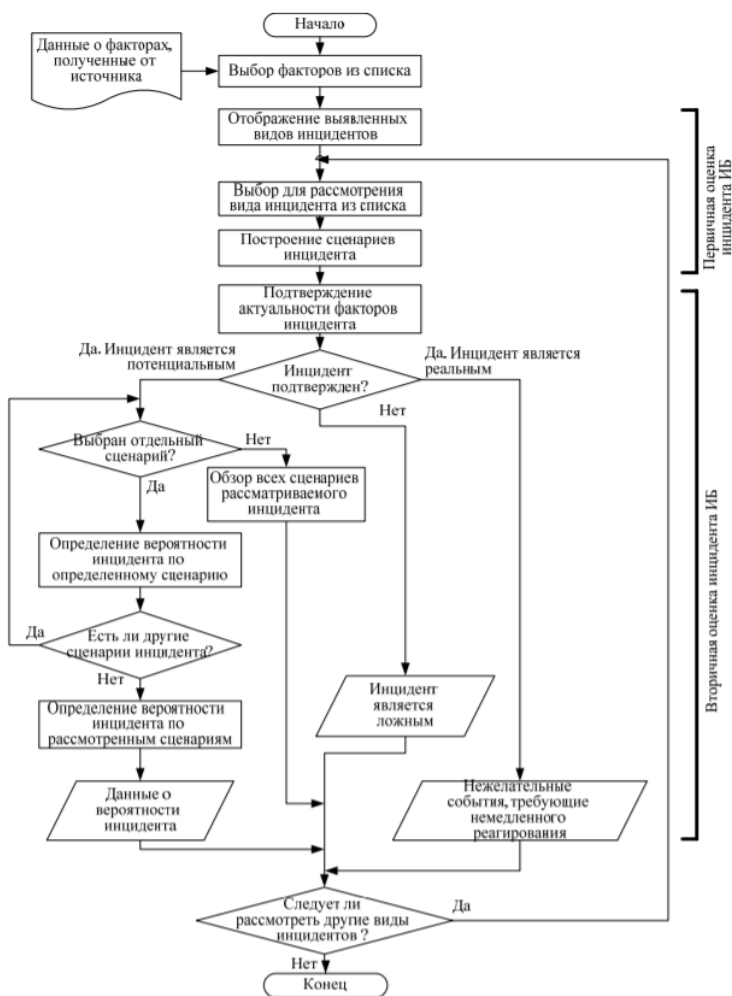 Начало
Данные о факторах,
полученные от
источника
Выбор факторов из списка
Отображение выявленных
видов инцидентов
Первичная оценка
инцидента ИБ
Выбор для рассмотрения
вида инцидента из списка
Построение сценариев
инцидента
Подтверждение
актуальности факторов
инцидента
Да. Инцидент является
потенциальным
Инцидент
подтвержден?
Да. Инцидент является
реальным
Нет
Выбран отдельный
сценарий?
Нет
Да
Обзор всех сценариев
рассматриваемого
инцидента
Вторичная оценка инцидента ИБ
Определение вероятности
инцидента по
определенному сценарию
Да
Есть ли другие
сценарии инцидента?
Нет
Определение вероятности
инцидента по
рассмотренным сценариям
Инцидент
является
ложным
Данные о
вероятности
инцидента
Нежелательные
события, требующие
немедленного
реагирования
Следует ли
рассмотреть другие виды
инцидентов ?
Да
Нет
Конец